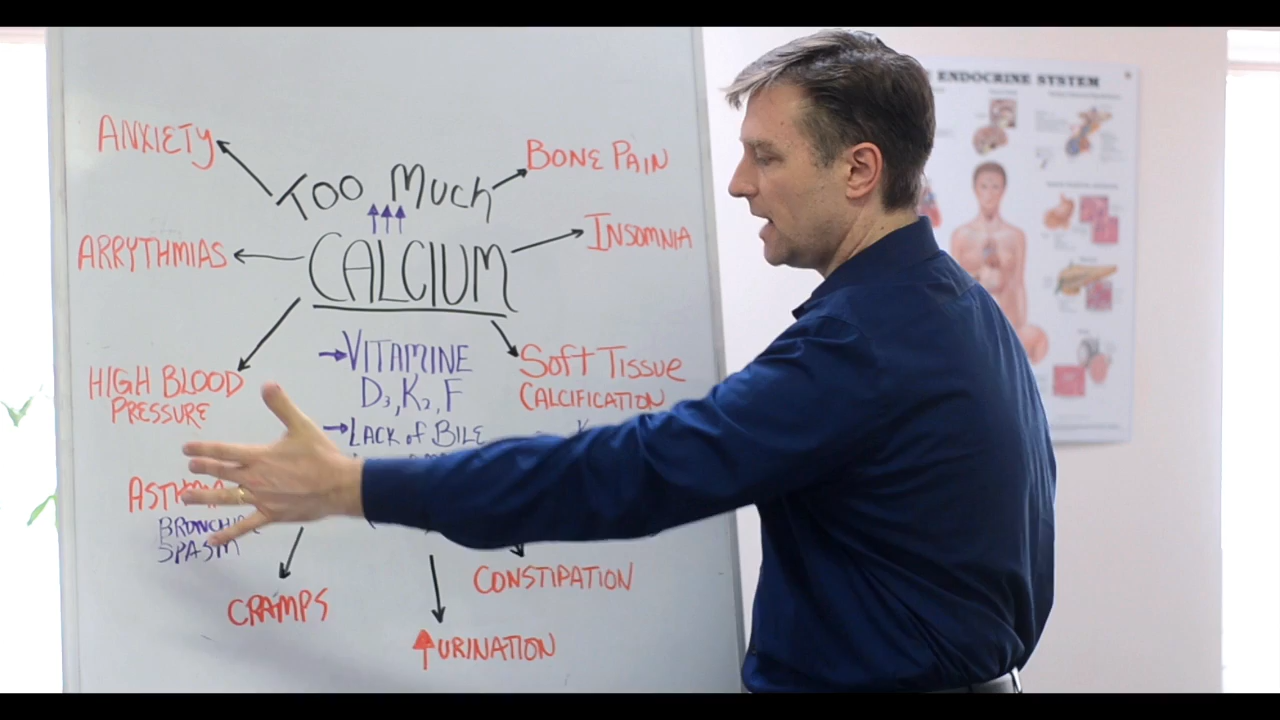 ENDOCRINE SYSTEM
ANXIETY
TOO MUCH
BONE PAIN
ARRYTHMIAS
CALCIUM
INSOMNIA
VITAMINE
D3, K2, F
HIGH BLOOD
PRESSURE
SOFT TISSUE
CALCIFICATION
LACK OF BILE
SPASM
CONSTIPATION
CRAMPS
URINATION